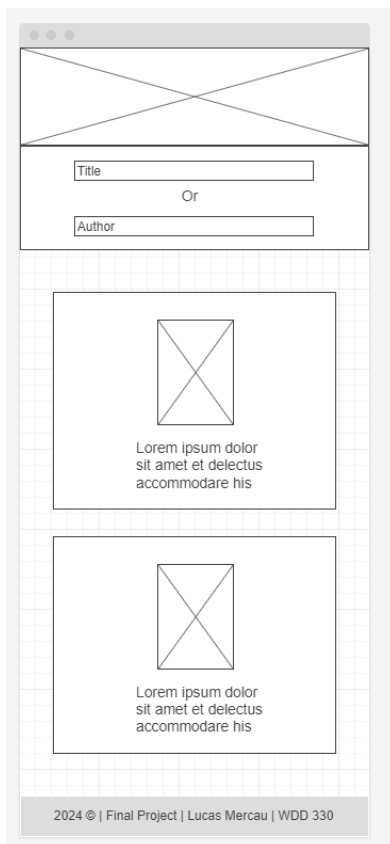 Title
Or
Author
Lorem ipsum dolor
sit amet et delectus
accommodare his
Lorem ipsum dolor
sit amet et delectus
accommodare his
2024 © | Final Project | Lucas Mercau | WDD 330